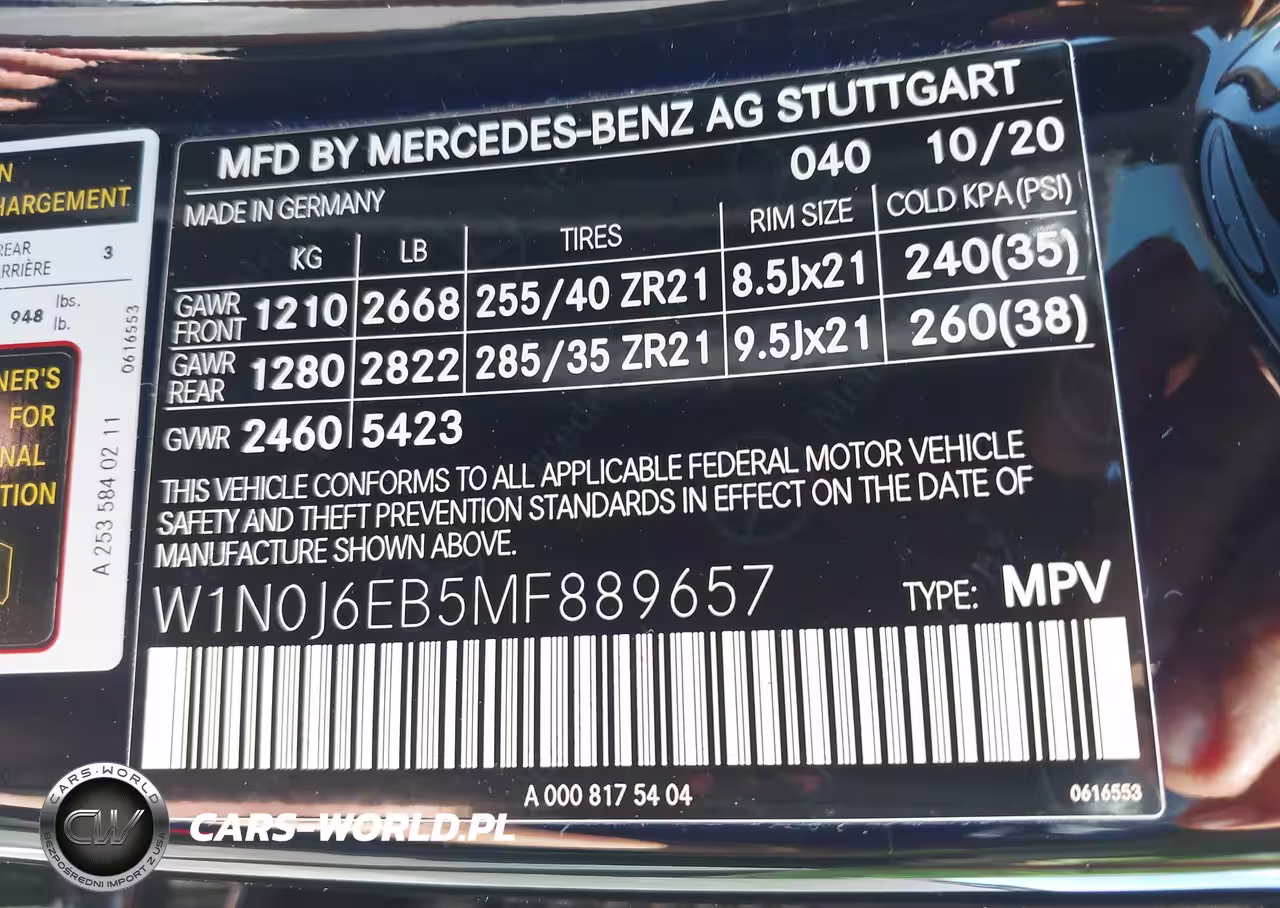 MFD BY MERCEDES-BENZ AG STUTTGART
MADE IN GERMANY 040 10/20
KG LB TIRES RIM SIZE COLD KPA (PSI)
GAWR FRONT 1210 2668 255/40 ZR21 8.5Jx21 240(35)
GAWR REAR 1280 2822 285/35 ZR21 9.5Jx21 260(38)
GVWR 2460 5423
THIS VEHICLE CONFORMS TO ALL APPLICABLE FEDERAL MOTOR VEHICLE
SAFETY AND THEFT PREVENTION STANDARDS IN EFFECT ON THE DATE OF
MANUFACTURE SHOWN ABOVE.
W1N0J6EB5MF889657 TYPE: MPV
A 000 817 54 04 0616553
N
HARGEMENT
REAR 3
RRIÈRE
948 lbs.
lb.
0616553
NER'S
FOR
NAL
TION
A 253 584 02 11
CARS-WORLD
CW
BEZPOŚREDNI IMPORT Z USA
CARS-WORLD.PL